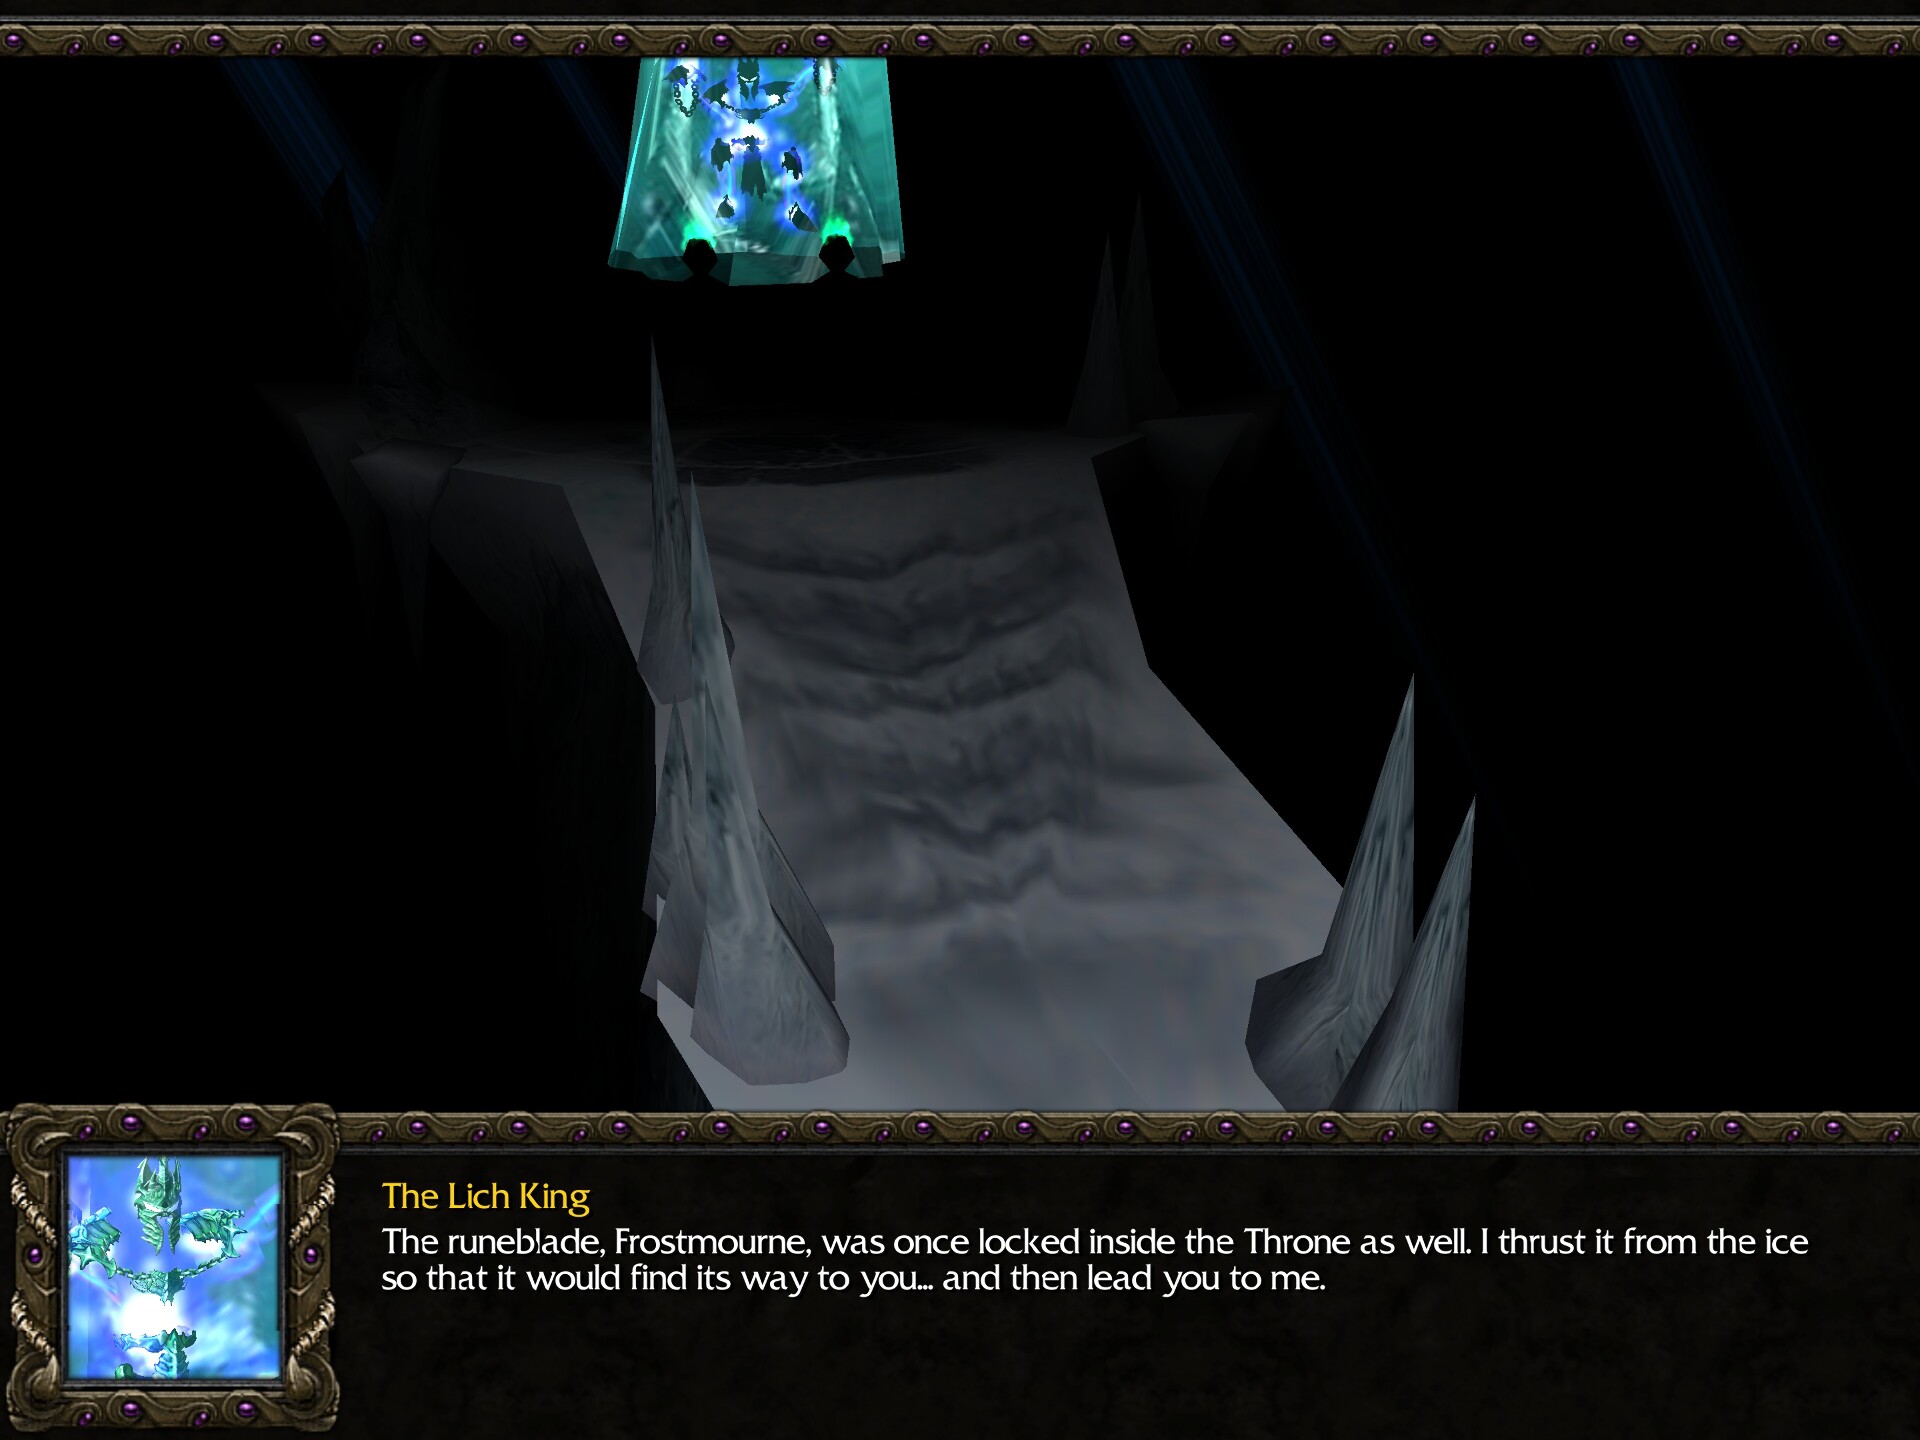 The Lich King
The runeblade, Frostmourne, was once locked inside the Throne as well. I thrust it from the ice
so that it would find its way to you... and then lead you to me.